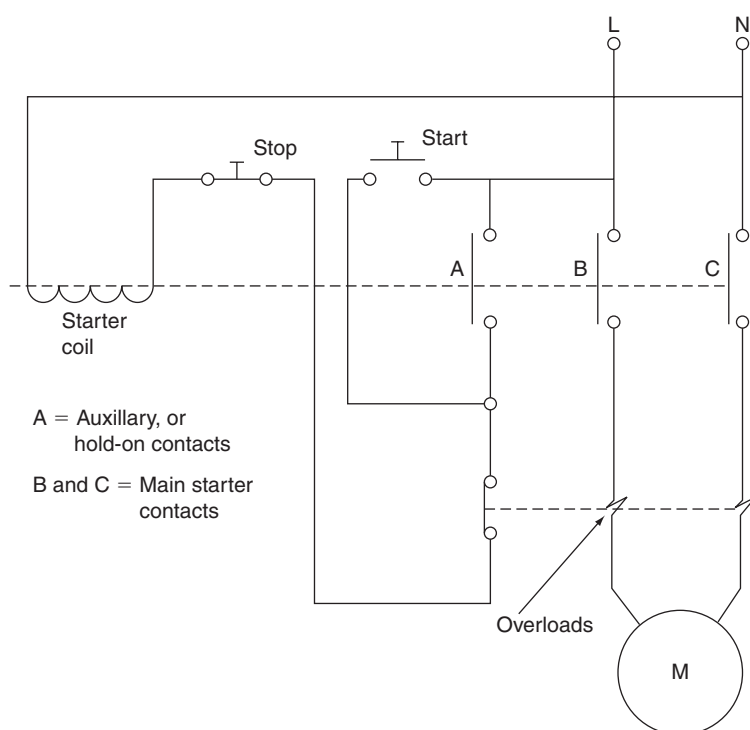 L
N
Stop
Start
A
B
C
Starter
coil
A = Auxillary, or
hold-on contacts
B and C = Main starter
contacts
Overloads
M